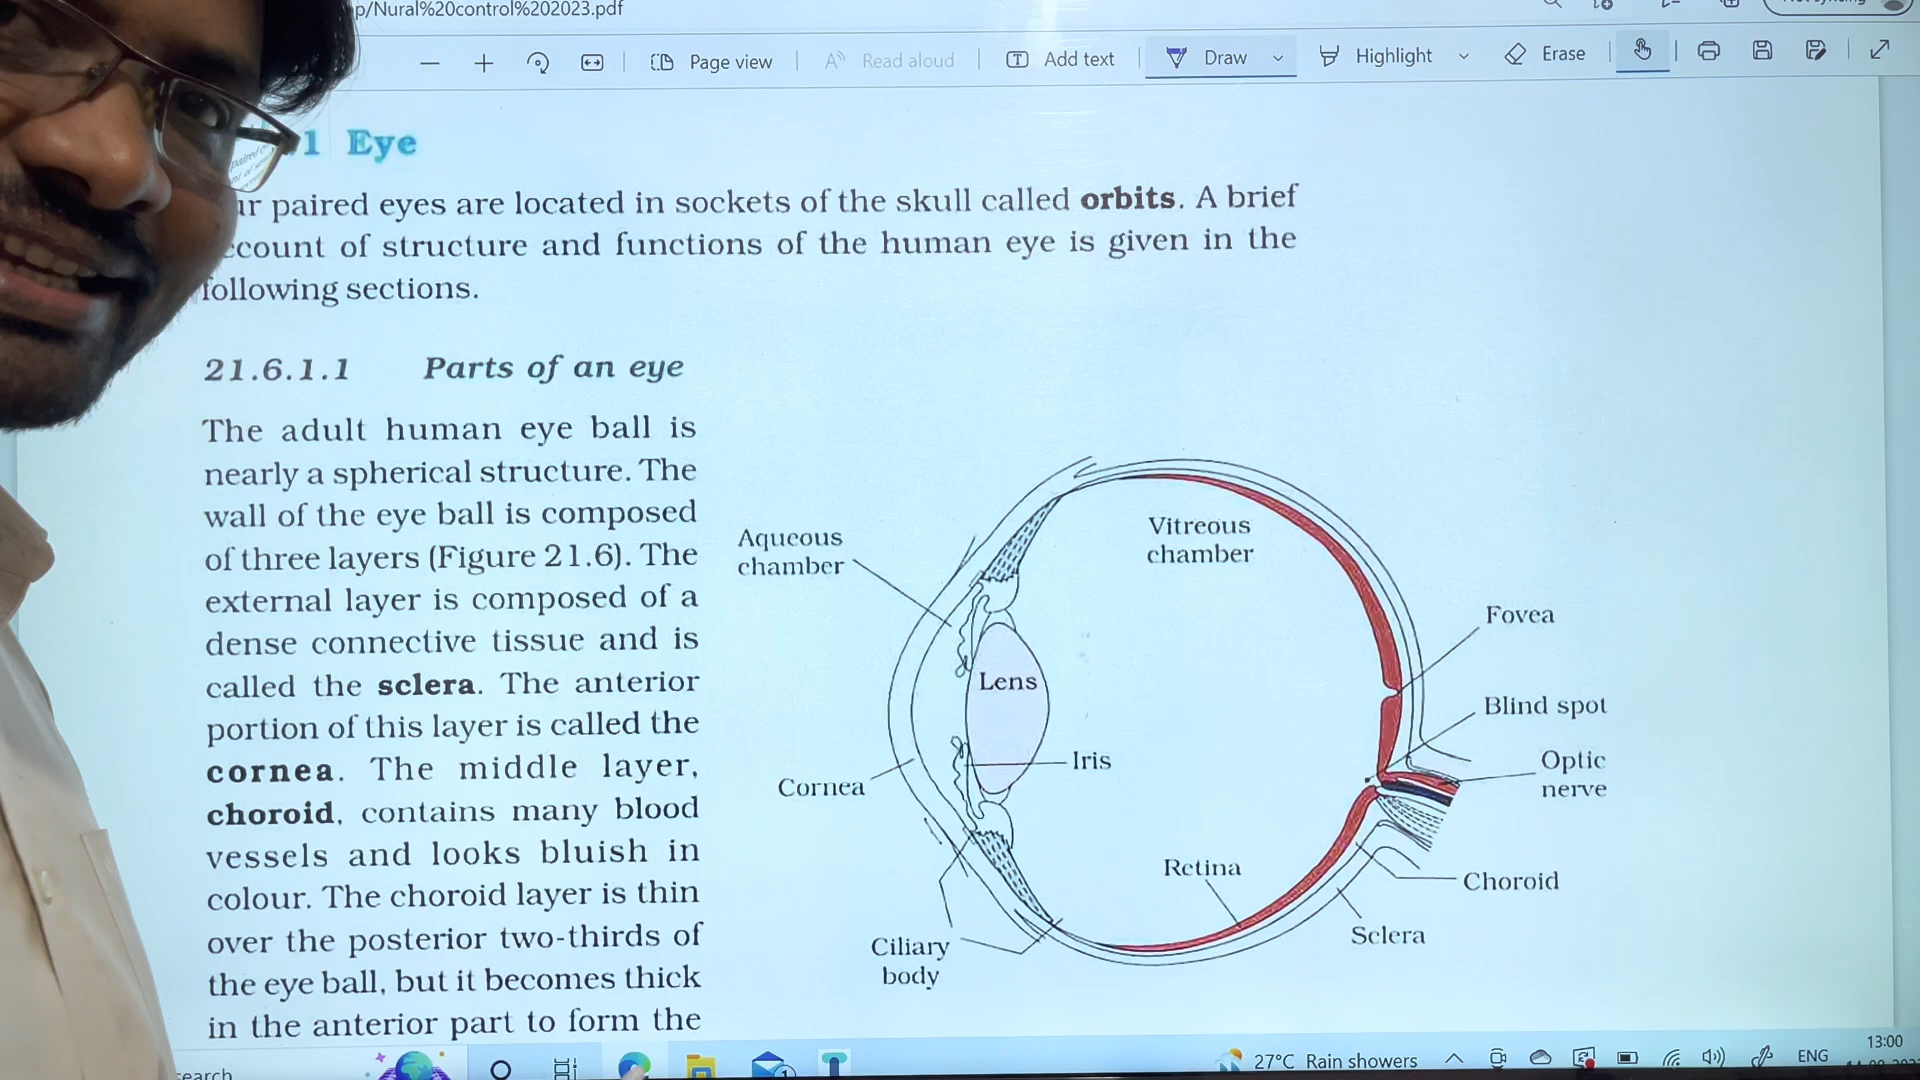 p/Nural%20control%202023.pdf
Page view
Read aloud
Add text
Draw
Highlight
Erase
1 Eye
ur paired eyes are located in sockets of the skull called orbits. A brief
ccount of structure and functions of the human eye is given in the
following sections.
21.6.1.1 Parts of an eye
The adult human eye ball is
nearly a spherical structure. The
wall of the eye ball is composed
of three layers (Figure 21.6). The
external layer is composed of a
dense connective tissue and is
called the sclera. The anterior
portion of this layer is called the
cornea. The middle layer,
choroid, contains many blood
vessels and looks bluish in
colour. The choroid layer is thin
over the posterior two-thirds of
the eye ball, but it becomes thick
in the anterior part to form the
Aqueous
chamber
Vitreous
chamber
Fovea
Lens
Blind spot
Iris
Optic
nerve
Cornea
Retina
Choroid
Sclera
Ciliary
body
earch
27°C Rain showers
ENG
13:00